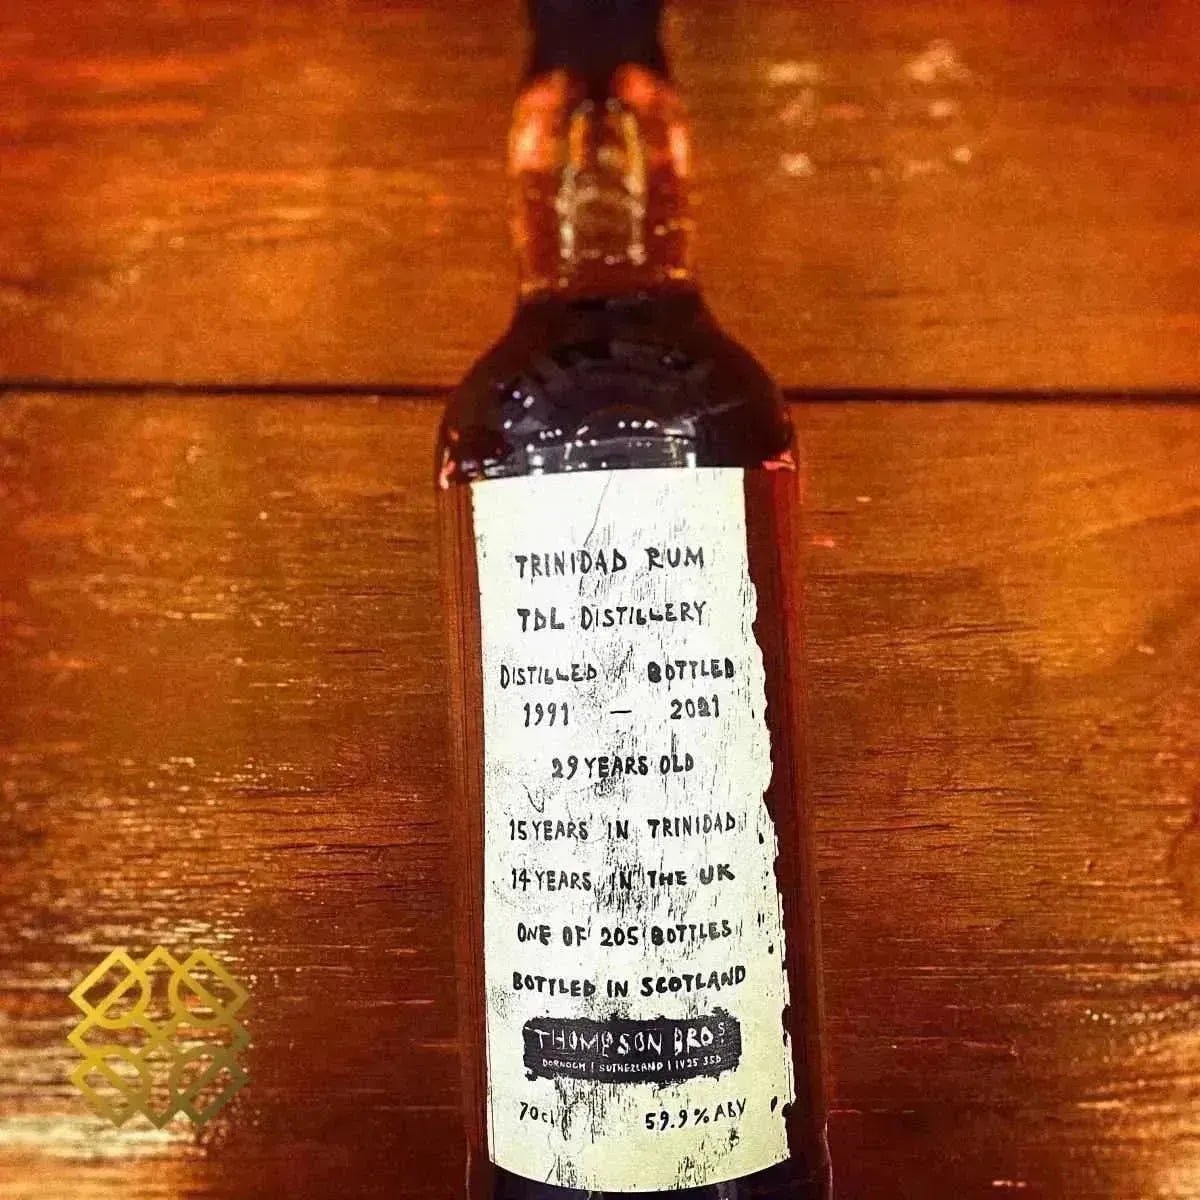 TRINIDAD RUM
TDL DISTILLERY
DISTILLED / BOTTLED
1991 — 2021
29 YEARS OLD
15 YEARS IN TRINIDAD
14 YEARS IN THE UK
ONE OF 205 BOTTLES
BOTTLED IN SCOTLAND
THOMPSON BROS
DORNOCH | SUTHERLAND | IV25 3SD
70cl 59.9% ABV